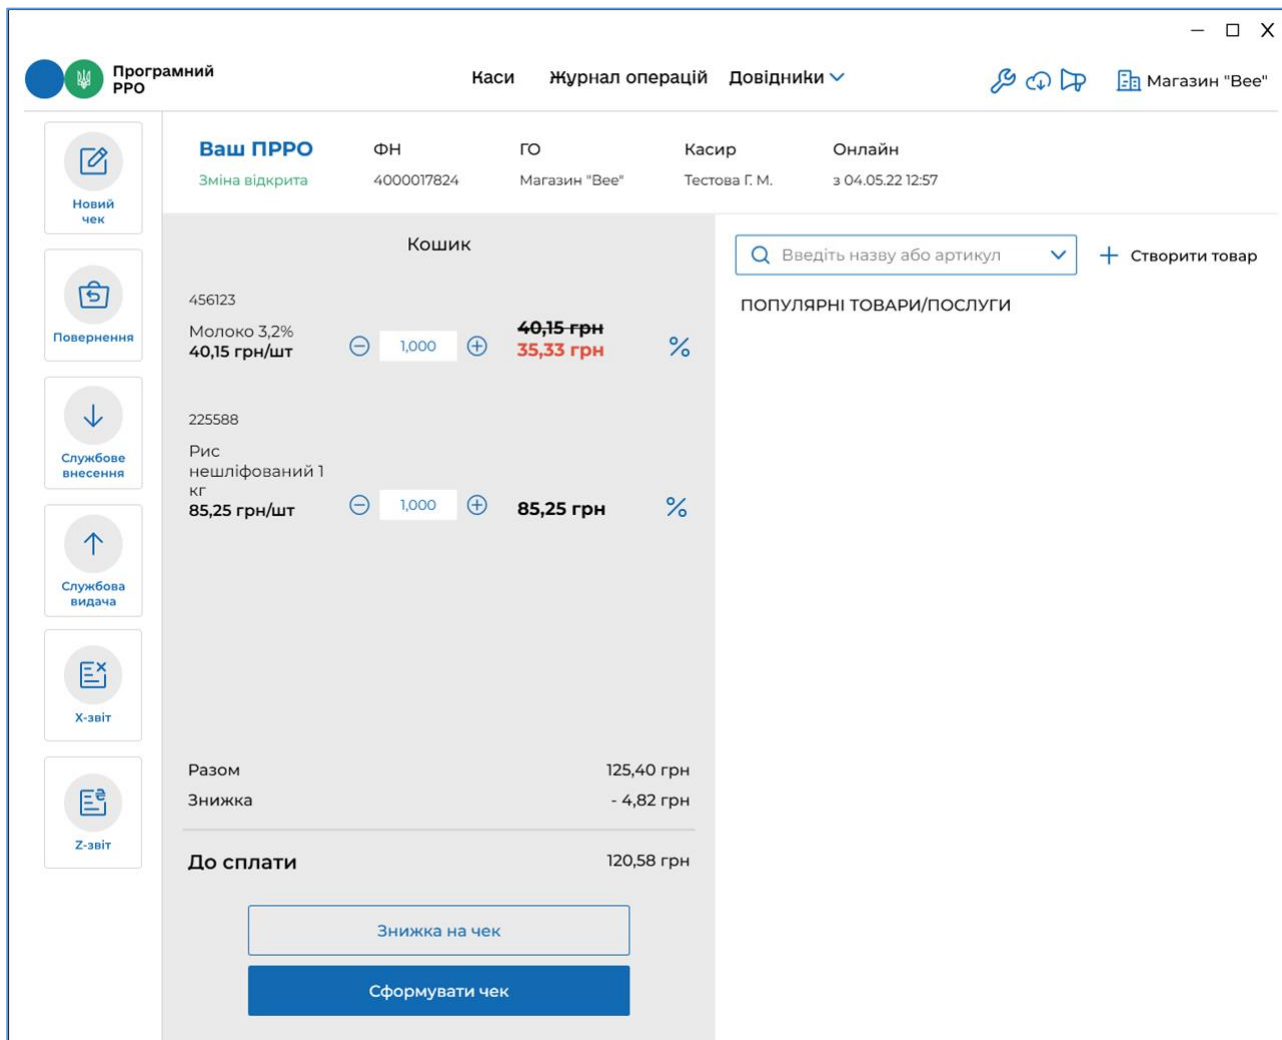 Програмний
РРО
Каси Журнал операцій Довідники
Магазин "Bee"
Новий
чек
Повернення
Службове
внесення
Службова
видача
X-звіт
Z-звіт
Ваш ПРРО ФН ГО Касир Онлайн
Зміна відкрита 4000017824 Магазин "Bee" Тестова Г. М. з 04.05.22 12:57
Кошик
456123
Молоко 3,2%
40,15 грн/шт
1,000
40,15 грн
35,33 грн
%
225588
Рис
нешліфований 1
кг
85,25 грн/шт
1,000
85,25 грн
%
Разом 125,40 грн
Знижка - 4,82 грн
До сплати 120,58 грн
Знижка на чек
Сформувати чек
Введіть назву або артикул
Створити товар
ПОПУЛЯРНІ ТОВАРИ/ПОСЛУГИ